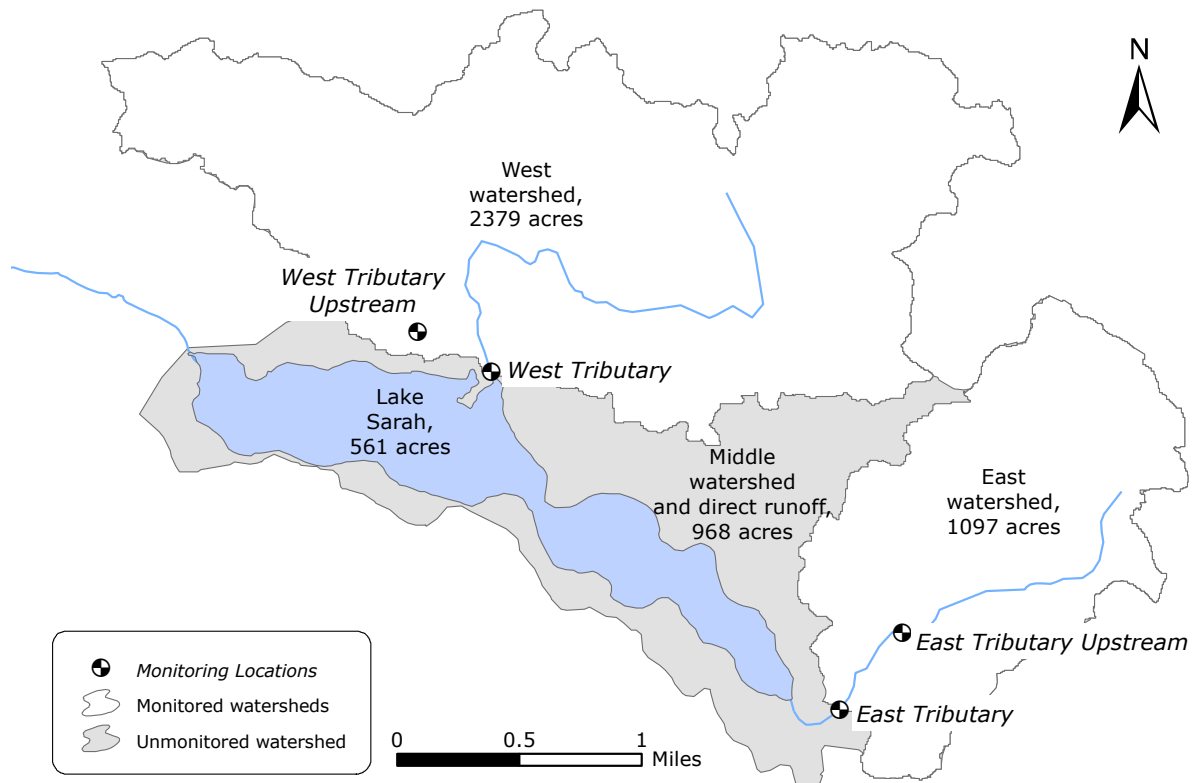 N
West
watershed,
2379 acres
West Tributary
Upstream
West Tributary
Lake
Sarah,
561 acres
Middle
watershed
and direct runoff,
968 acres
East
watershed,
1097 acres
East Tributary Upstream
East Tributary
Monitoring Locations
Monitored watersheds
Unmonitored watershed
0 0.5 1
Miles